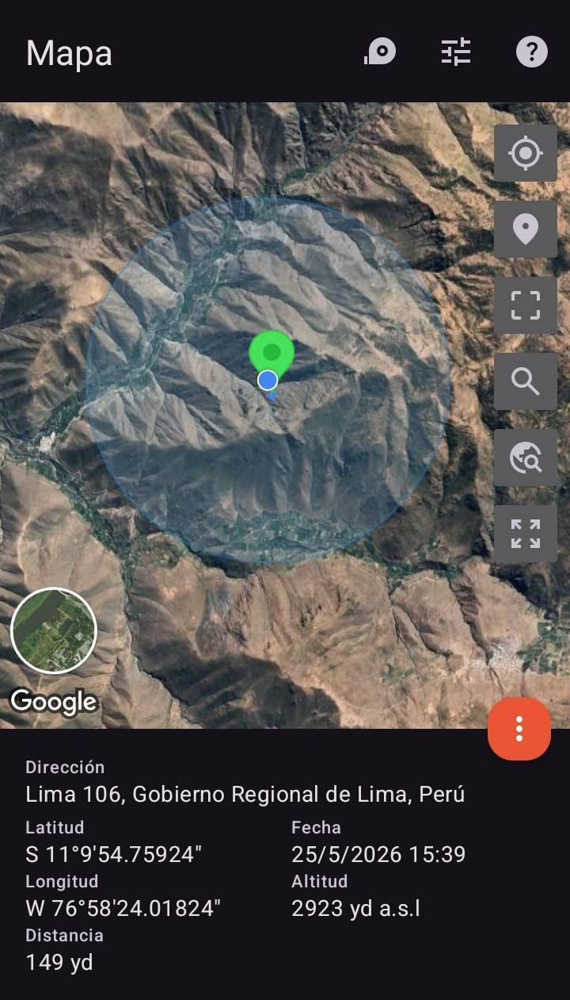 Mapa
Google
Dirección
Lima 106, Gobierno Regional de Lima, Perú
Latitud
S 11°9'54.75924"
Fecha
25/5/2026 15:39
Longitud
W 76°58'24.01824"
Altitud
2923 yd a.s.l
Distancia
149 yd